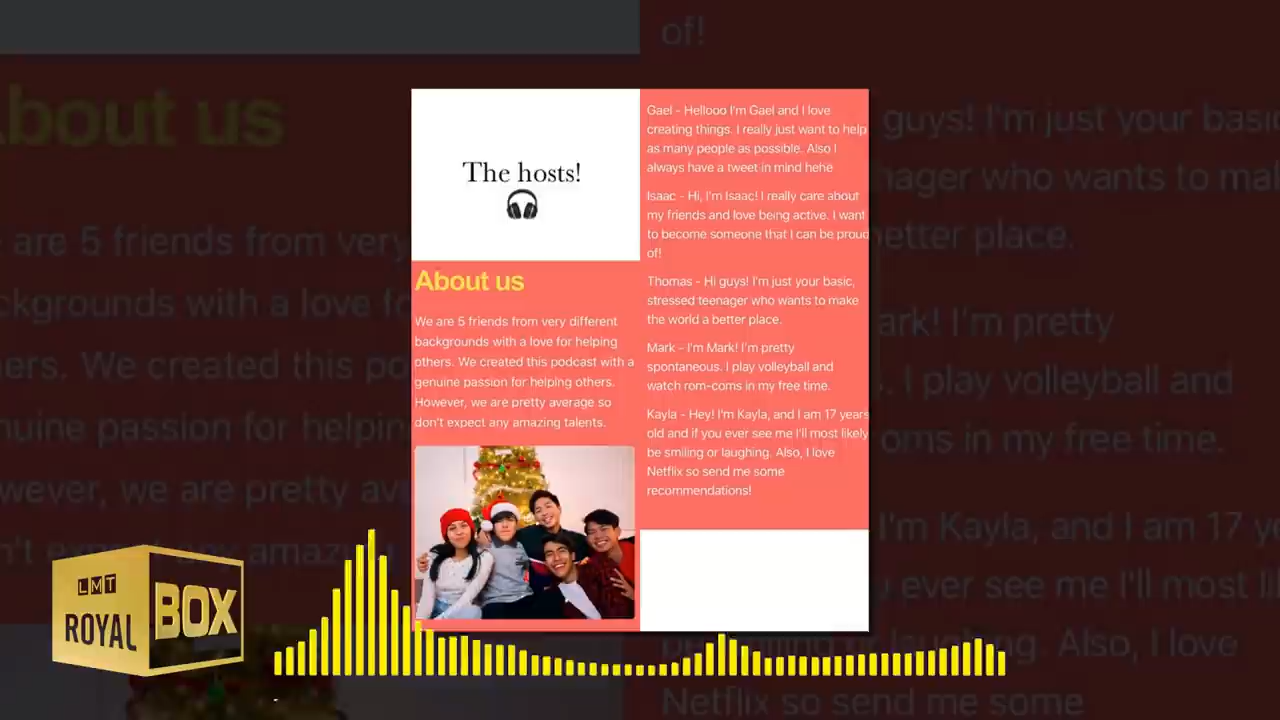 The hosts!
About us
We are 5 friends from very different
backgrounds with a love for helping
others. We created this podcast with a
genuine passion for helping others.
However, we are pretty average so
don't expect any amazing talents.
Gael - Hellooo I'm Gael and I love
creating things. I really just want to help
as many people as possible. Also I
always have a tweet in mind hehe
Isaac - Hi, I'm Isaac! I really care about
my friends and love being active. I want
to become someone that I can be proud
of!
Thomas - Hi guys! I'm just your basic,
stressed teenager who wants to make
the world a better place.
Mark - I'm Mark! I'm pretty
spontaneous. I play volleyball and
watch rom-coms in my free time.
Kayla - Hey! I'm Kayla, and I am 17 years
old and if you ever see me I'll most likely
be smiling or laughing. Also, I love
Netflix so send me some
recommendations!
LMT
ROYAL
BOX